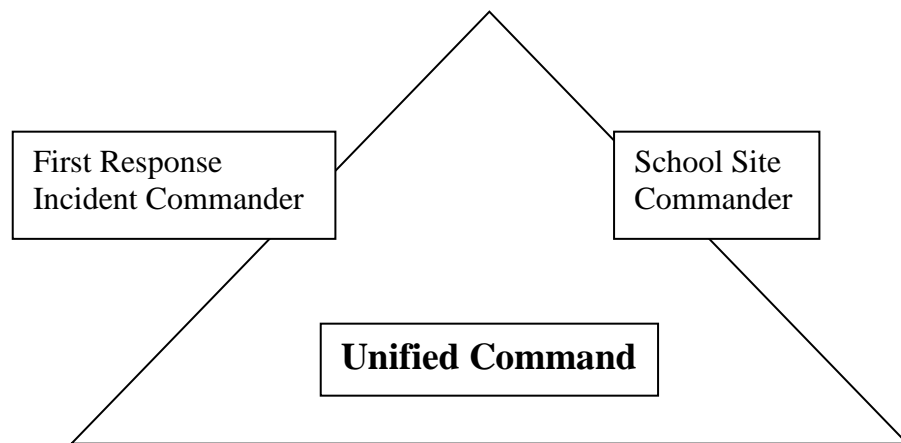 First Response
Incident Commander
School Site
Commander
Unified Command